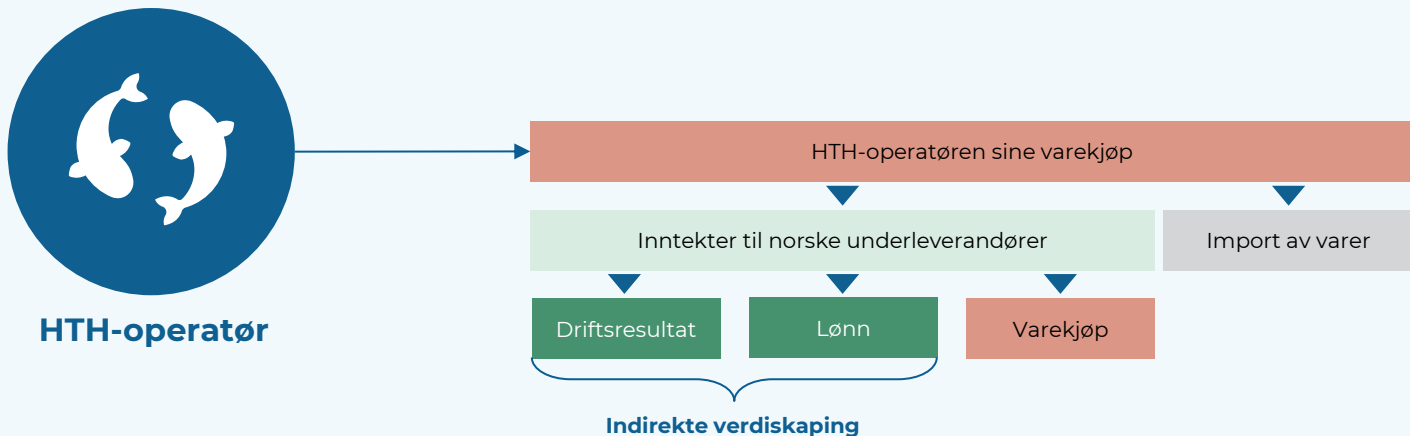 HTH-operatør
HTH-operatøren sine varekjøp
Inntekter til norske underleverandører
Import av varer
Driftsresultat
Lønn
Varekjøp
Indirekte verdiskaping